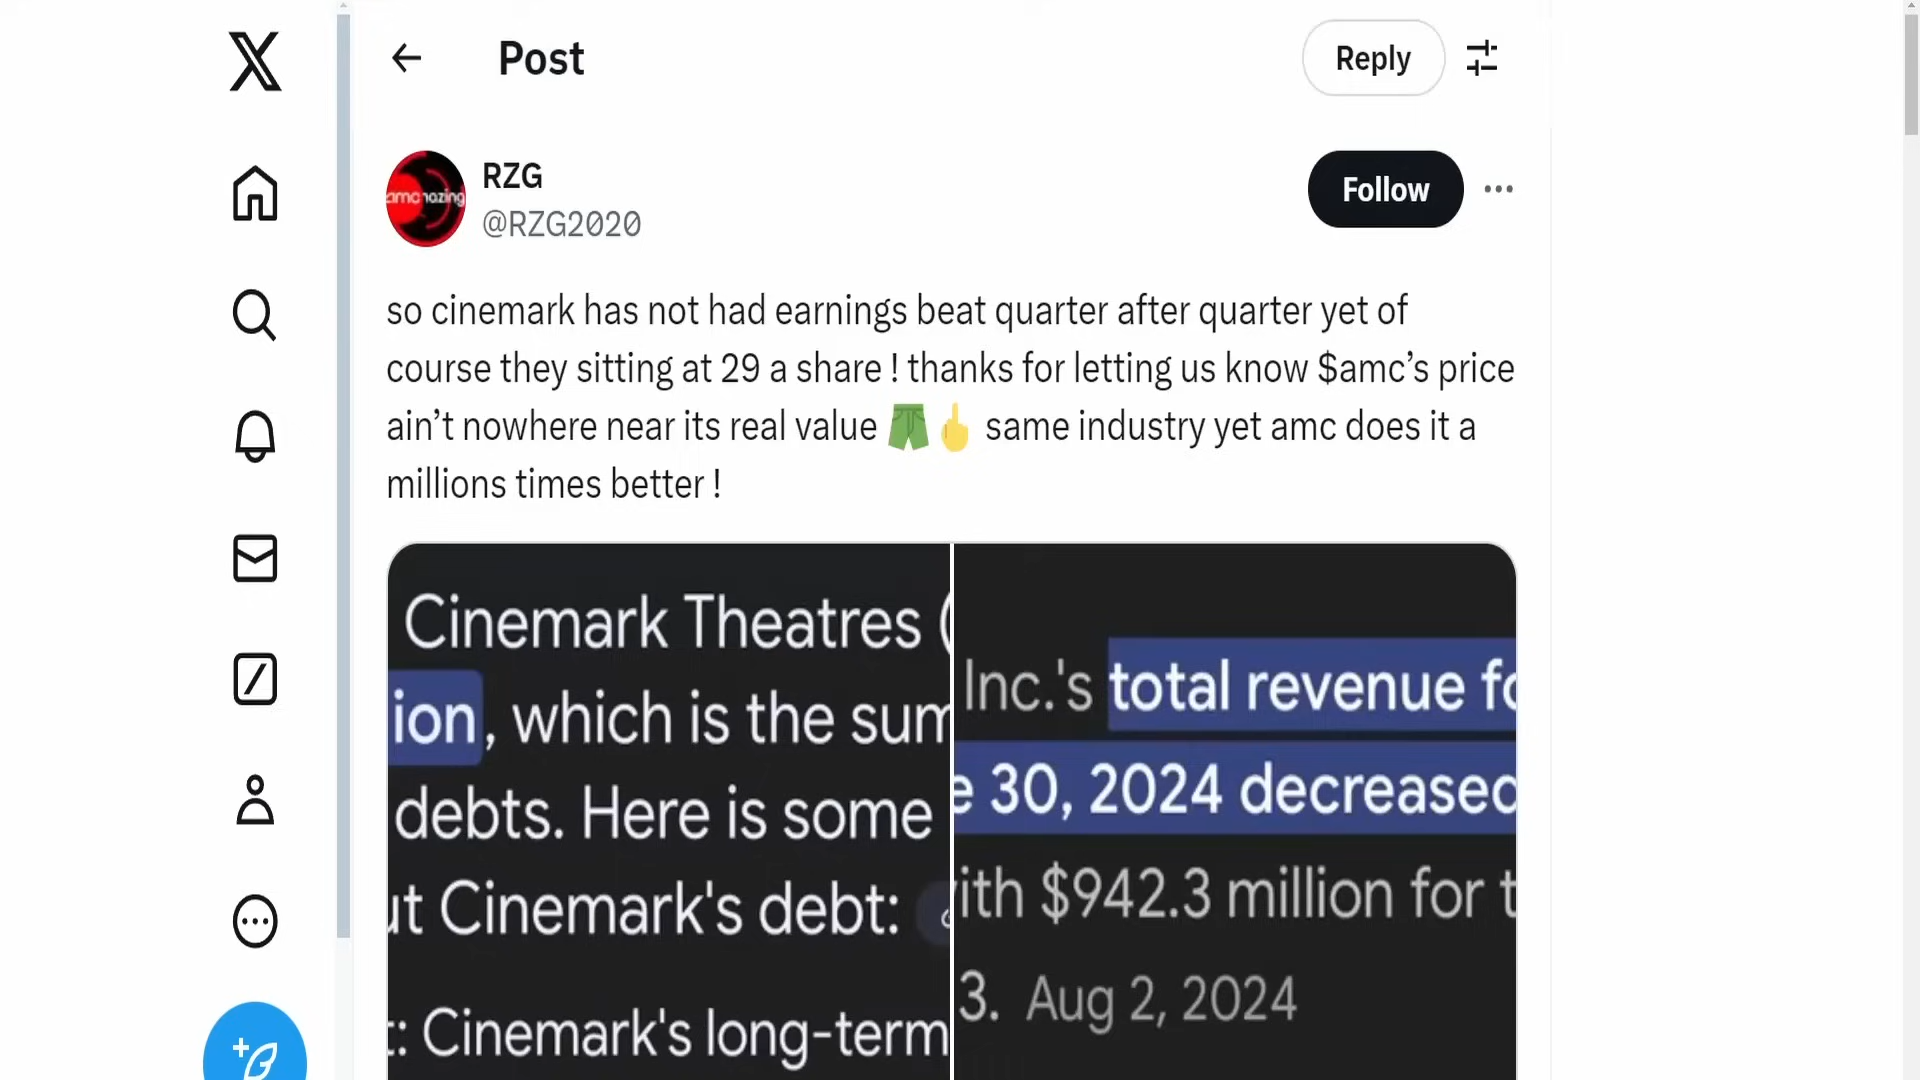 Post
Reply
RZG
@RZG2020
Follow
so cinemark has not had earnings beat quarter after quarter yet of
course they sitting at 29 a share ! thanks for letting us know $amc’s price
ain’t nowhere near its real value 🩳🖕 same industry yet amc does it a
millions times better !
Cinemark Theatres (
ion, which is the sum
debts. Here is some
ut Cinemark's debt:
t: Cinemark's long-term
Inc.'s total revenue fo
e 30, 2024 decreased
ith $942.3 million for t
3. Aug 2, 2024